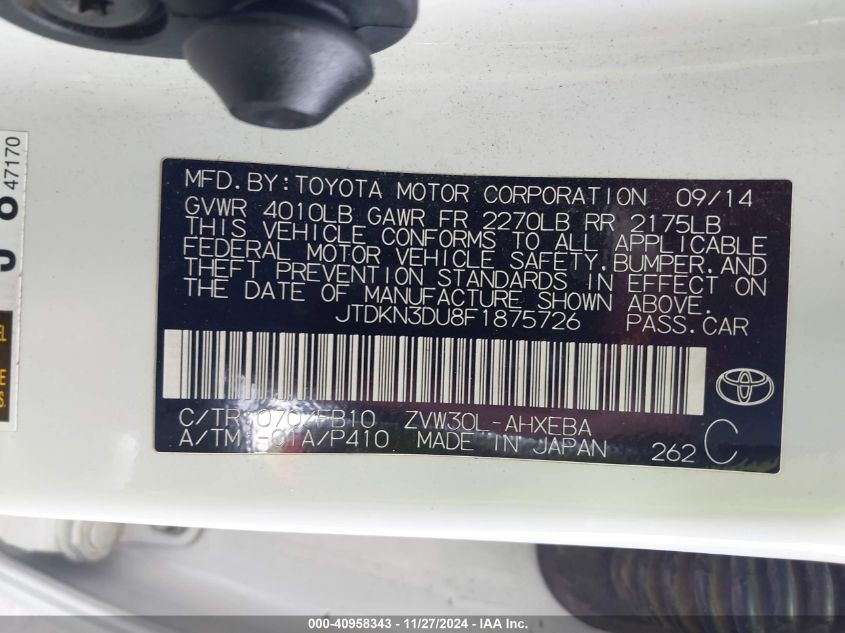 MFD.BY:TOYOTA MOTOR CORPORATION 09/14
GVWR 4010LB GAWR FR 2270LB RR 2175LB
THIS VEHICLE CONFORMS TO ALL APPLICABLE
FEDERAL MOTOR VEHICLE SAFETY,BUMPER,AND
THEFT PREVENTION STANDARDS IN EFFECT ON
THE DATE OF MANUFACTURE SHOWN ABOVE.
JTDKN3DU8F1875726 PASS.CAR
C/TR 070/FB10 ZVW30L-AHXEBA
A/TM -01A/P410 MADE IN JAPAN 262 C
47170
000-40958343 - 11/27/2024 - IAAI, Inc.